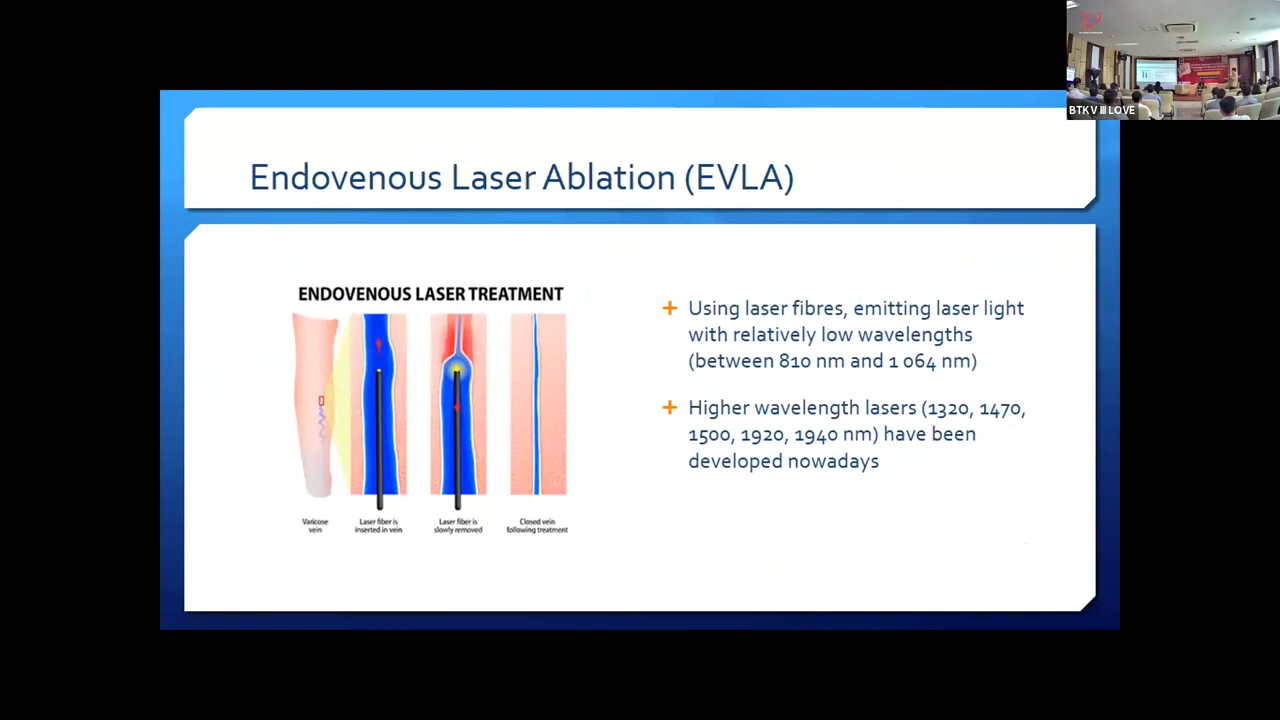 BTKV III LOVE
Endovenous Laser Ablation (EVLA)
ENDOVENOUS LASER TREATMENT
Varicose
vein
Laser fiber is
inserted in vein
Laser fiber is
slowly removed
Closed vein
following treatment
+ Using laser fibres, emitting laser light
with relatively low wavelengths
(between 810 nm and 1 064 nm)
+ Higher wavelength lasers (1320, 1470,
1500, 1920, 1940 nm) have been
developed nowadays